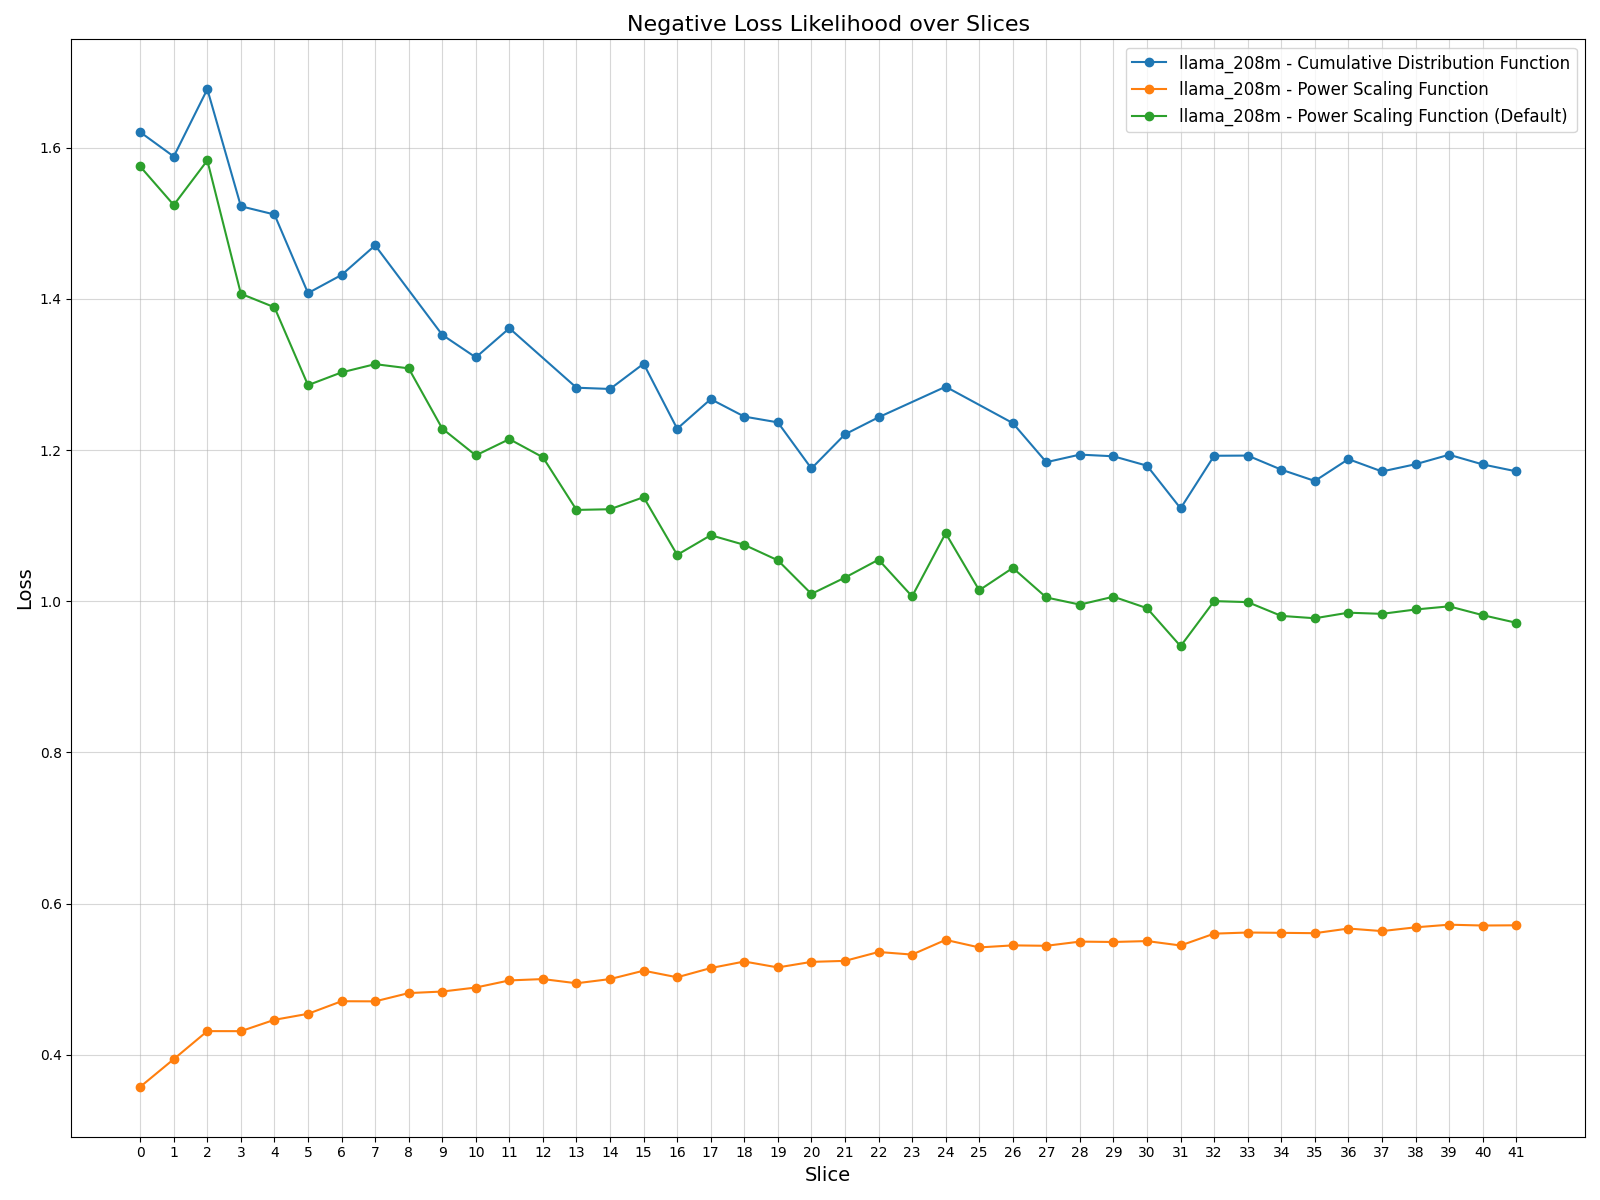 Negative Loss Likelihood over Slices
llama_208m - Cumulative Distribution Function
llama_208m - Power Scaling Function
llama_208m - Power Scaling Function (Default)
1.6
1.4
1.2
1.0
0.8
0.6
0.4
Loss
0 1 2 3 4 5 6 7 8 9 10 11 12 13 14 15 16 17 18 19 20 21 22 23 24 25 26 27 28 29 30 31 32 33 34 35 36 37 38 39 40 41
Slice